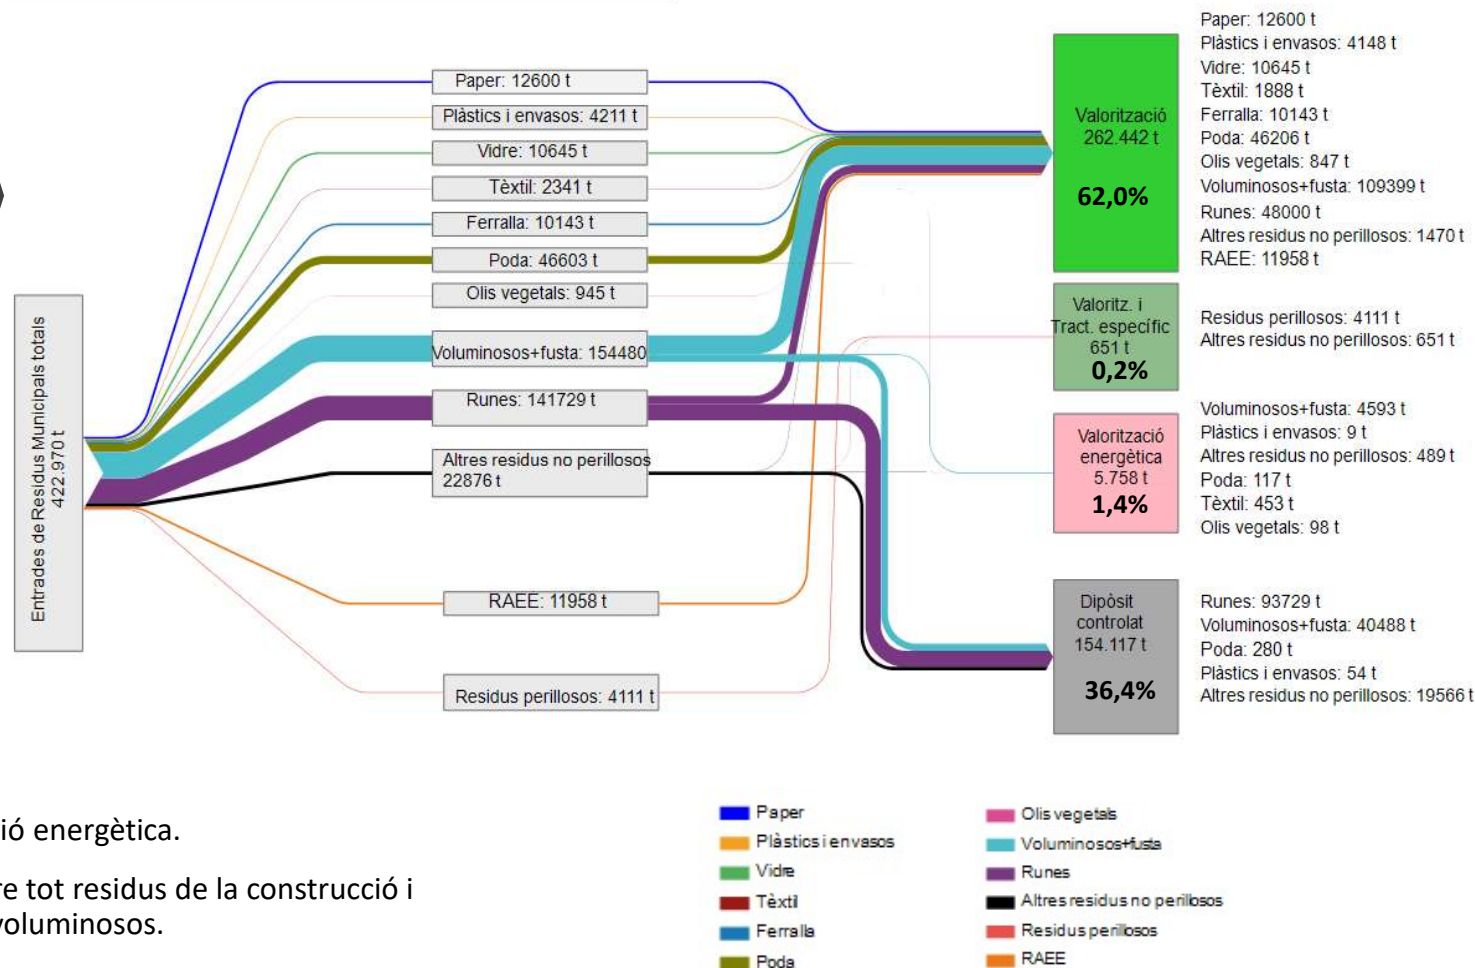 Entrades de Residus Municipals totals
422.970 t
Paper: 12600 t
Plàstics i envasos: 4211 t
Vidre: 10645 t
Tèxtil: 2341 t
Ferralla: 10143 t
Poda: 46603 t
Olis vegetals: 945 t
Voluminosos+fusta: 154480
Runes: 141729 t
Altres residus no perillosos
22876 t
RAEE: 11958 t
Residus perillosos: 4111 t
Valorització
262.442 t
62,0%
Paper: 12600 t
Plàstics i envasos: 4148 t
Vidre: 10645 t
Tèxtil: 1888 t
Ferralla: 10143 t
Poda: 46206 t
Olis vegetals: 847 t
Voluminosos+fusta: 109399 t
Runes: 48000 t
Altres residus no perillosos: 1470 t
RAEE: 11958 t
Valoritz. i
Tract. específic
651 t
0,2%
Residus perillosos: 4111 t
Altres residus no perillosos: 651 t
Valorització
energètica
5.758 t
1,4%
Voluminosos+fusta: 4593 t
Plàstics i envasos: 9 t
Altres residus no perillosos: 489 t
Poda: 117 t
Tèxtil: 453 t
Olis vegetals: 98 t
Dipòsit
controlat
154.117 t
36,4%
Runes: 93729 t
Voluminosos+fusta: 40488 t
Poda: 280 t
Plàstics i envasos: 54 t
Altres residus no perillosos: 19566 t
ió energètica.
re tot residus de la construcció i
voluminosos.
Paper
Plàstics i envasos
Vidre
Tèxtil
Ferralla
Poda
Olis vegetals
Voluminosos+fusta
Runes
Altres residus no perillosos
Residus perillosos
RAEE